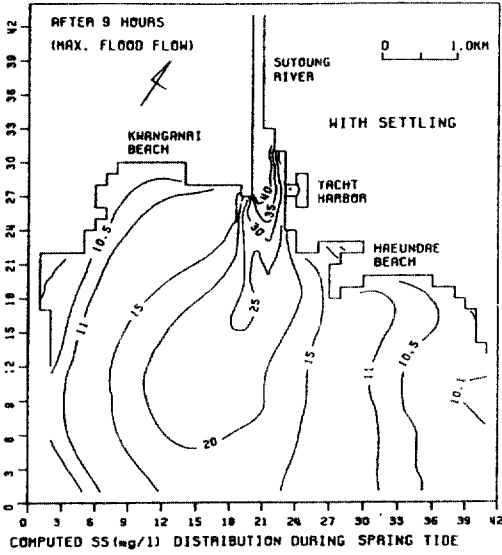 AFTER 9 HOURS
(MAX. FLOOD FLOW)
0 1.0KM
SUYOUNG
RIVER
WITH SETTLING
KWANGANRI
BEACH
YACHT
HARBOR
HAEUNDAE
BEACH
40
35
30
25
10.5
11
15
20
15
11
10.5
10.1
42
39
36
33
30
27
24
21
18
15
12
9
6
3
0
0 3 6 9 12 15 18 21 24 27 30 33 36 39 42
COMPUTED SS(mg/l) DISTRIBUTION DURING SPRING TIDE